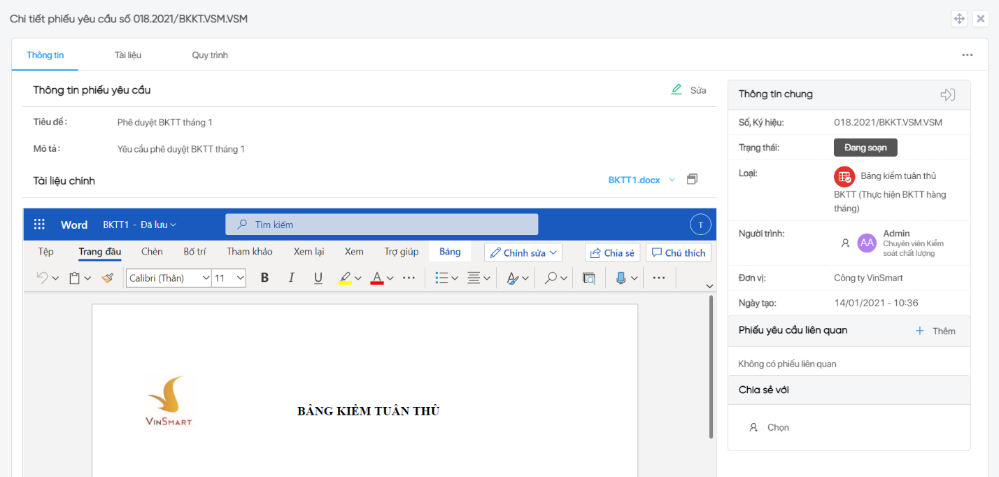 Chi tiết phiếu yêu cầu số 018.2021/BKKT.VSM.VSM
Thông tin Tài liệu Quy trình
Thông tin phiếu yêu cầu Sửa
Tiêu đề : Phê duyệt BKTT tháng 1
Mô tả : Yêu cầu phê duyệt BKTT tháng 1
Tài liệu chính BKTT1.docx
Word BKTT1 - Đã lưu Tìm kiếm T
Tệp Trang đầu Chèn Bố trí Tham khảo Xem lại Xem Trợ giúp Bảng Chỉnh sửa Chia sẻ Chú thích
Calibri (Thân) 11 B I U A
VINSMART
BẢNG KIỂM TUÂN THỦ
Thông tin chung
Số, Ký hiệu: 018.2021/BKKT.VSM.VSM
Trạng thái: Đang soạn
Loại: Bảng kiểm tuân thủ
BKTT (Thực hiện BKTT hàng
tháng)
Người trình: AA Admin
Chuyên viên Kiểm
soát chất lượng
Đơn vị: Công ty VinSmart
Ngày tạo: 14/01/2021 - 10:36
Phiếu yêu cầu liên quan Thêm
Không có phiếu liên quan
Chia sẻ với
Chọn